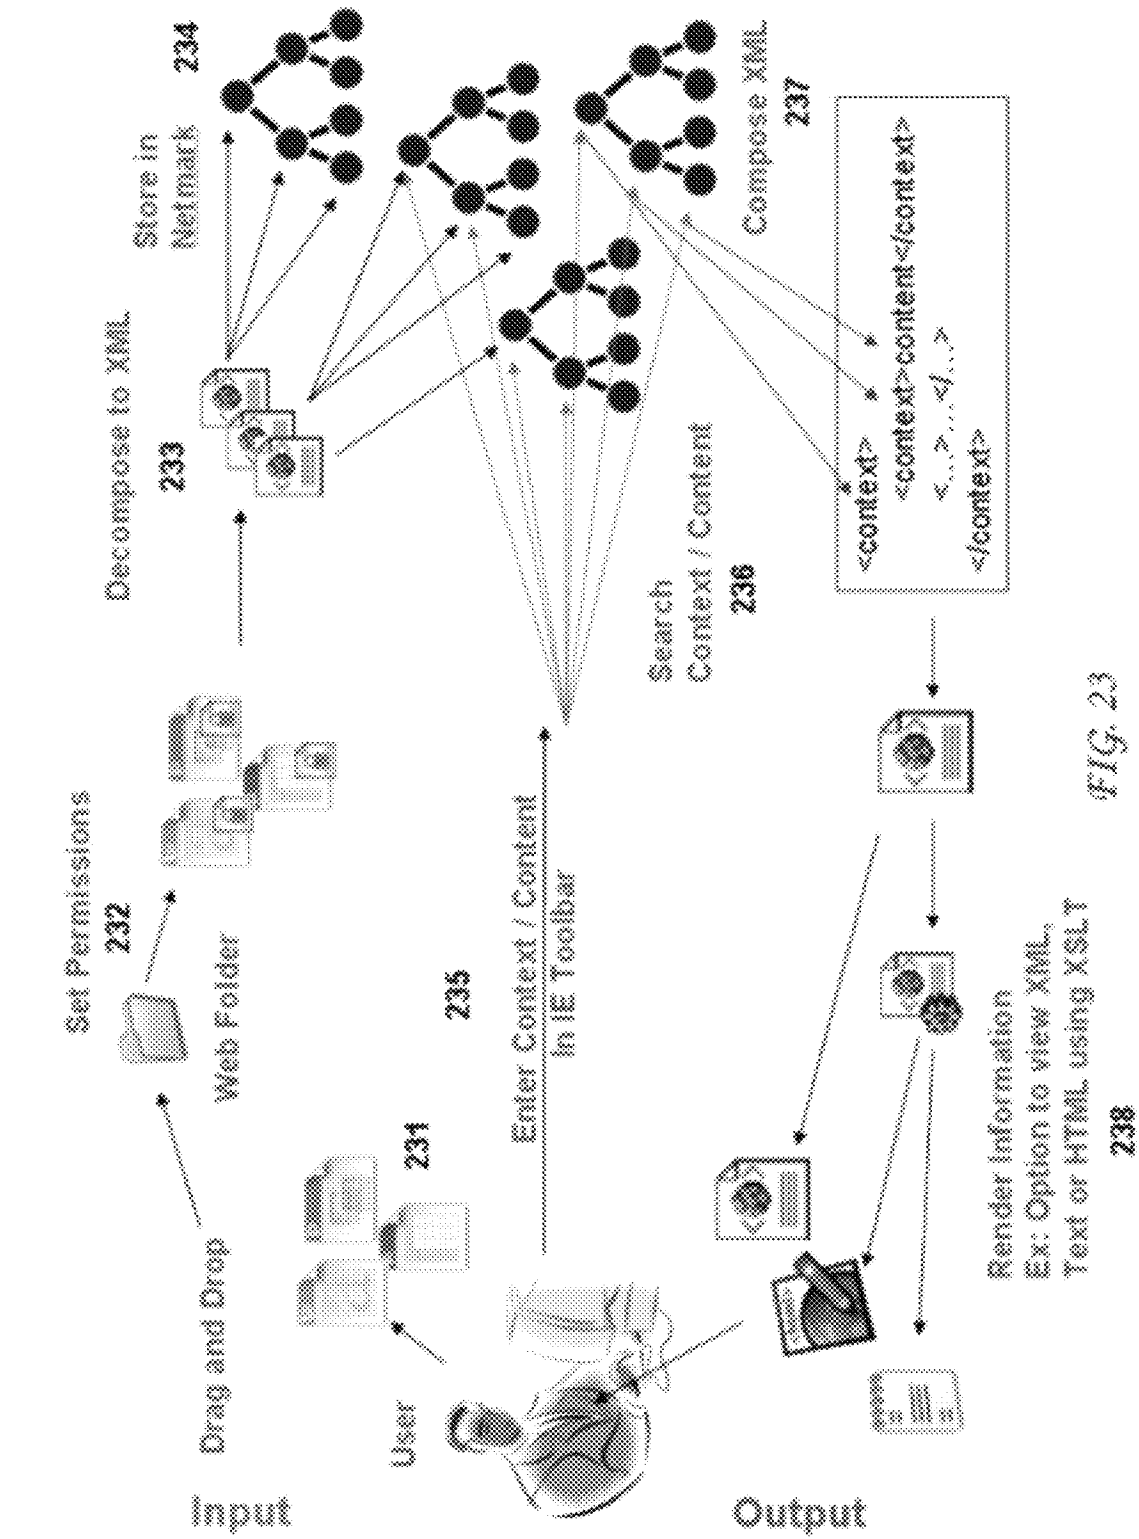 Input
Drag and Drop
User
231
Set Permissions
232
Web Folder
Decompose to XML
233
Store in
Netmark
234
235
Enter Context / Content
In IE Toolbar
Search
Context / Content
236
Compose XML
237
<context>
<context>content</context>
<...>...</...>
</context>
Output
Render Information
Ex: Option to view XML,
Text or HTML using XSLT
238
FIG. 23